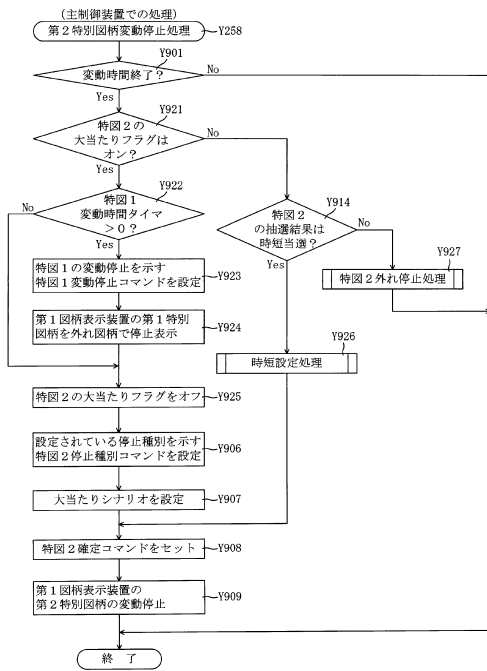 (主制御装置での処理)
第2特別図柄変動停止処理
Y258
Y901
変動時間終了?
No
Yes
Y921
特図2の
大当たりフラグは
オン?
No
Yes
Y922
特図1
変動時間タイマ
>0?
No
Yes
Y914
特図2
の抽選結果は
時短当選?
No
Yes
Y927
特図2外れ停止処理
特図1の変動停止を示す
特図1変動停止コマンドを設定
Y923
第1図柄表示装置の第1特別
図柄を外れ図柄で停止表示
Y924
Y926
時短設定処理
特図2の大当たりフラグをオフ
Y925
設定されている停止種別を示す
特図2停止種別コマンドを設定
Y906
大当たりシナリオを設定
Y907
特図2確定コマンドをセット
Y908
第1図柄表示装置の
第2特別図柄の変動停止
Y909
終 了